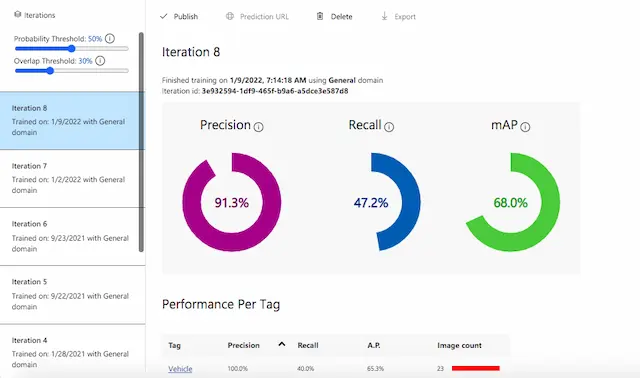 Iterations
Probability Threshold: 50%
Overlap Threshold: 30%
Iteration 8
Trained on: 1/9/2022 with General
domain
Iteration 7
Trained on: 1/2/2022 with General
domain
Iteration 6
Trained on: 9/23/2021 with General
domain
Iteration 5
Trained on: 9/22/2021 with General
domain
Iteration 4
Trained on: 1/28/2021 with General
domain
Publish
Prediction URL
Delete
Export
Iteration 8
Finished training on 1/9/2022, 7:14:18 AM using General domain
Iteration id: 3e932594-1df9-465f-b9a6-a5dce3e587d8
Precision
Recall
mAP
91.3%
47.2%
68.0%
Performance Per Tag
Tag Precision Recall A.P. Image count
Vehicle 100.0% 40.0% 65.3% 23